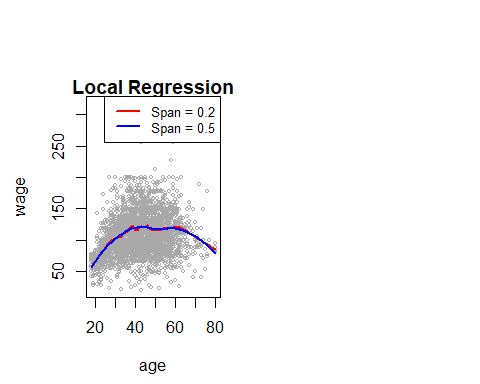 Local Regression
Span = 0.2
Span = 0.5
wage
250
150
50
20
40
60
80
age